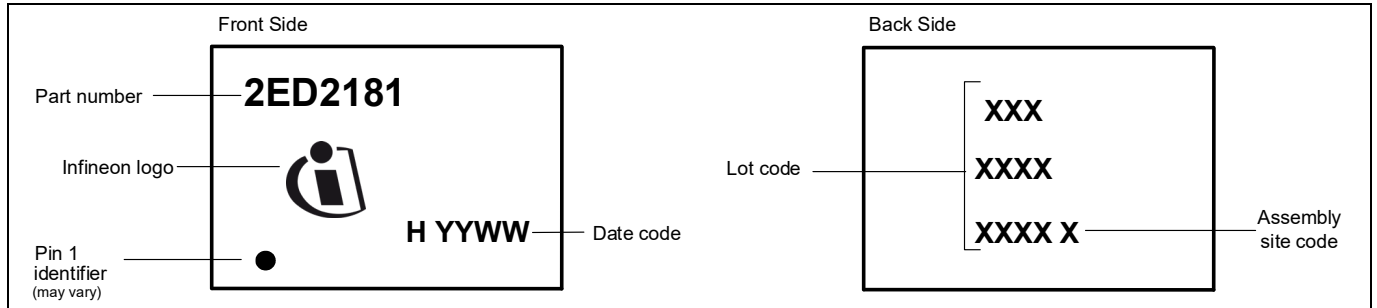 Front Side
Part number
2ED2181
Infineon logo
H YYWW
Date code
Pin 1
identifier
(may vary)
Back Side
XXX
Lot code
XXXX
XXXX X
Assembly
site code